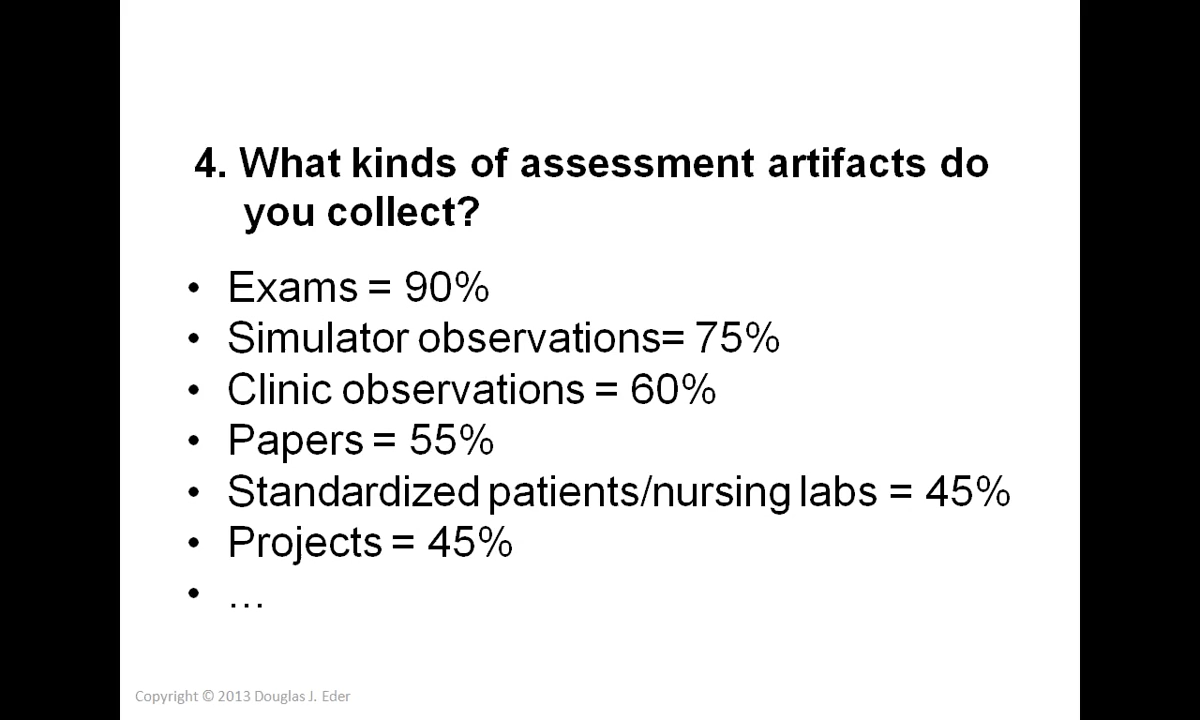 4. What kinds of assessment artifacts do
you collect?
• Exams = 90%
• Simulator observations= 75%
• Clinic observations = 60%
• Papers = 55%
• Standardized patients/nursing labs = 45%
• Projects = 45%
• …
Copyright © 2013 Douglas J. Eder